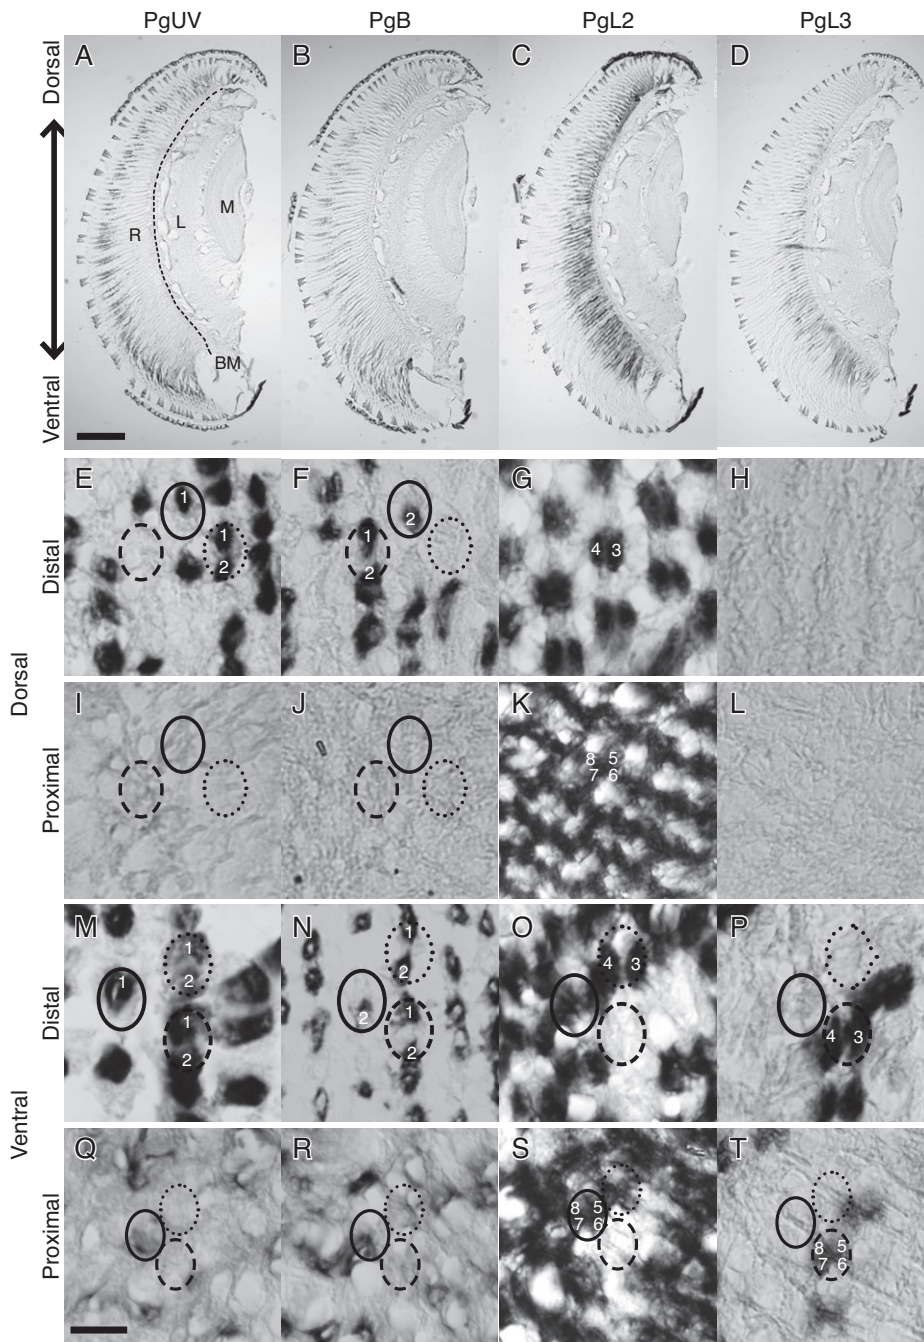 PgUV PgB PgL2 PgL3
Dorsal
Ventral
A B C D
R L M BM
Dorsal
Distal
E 1 1 2
F 1 2 2
G 4 3
H
Proximal
I
J
K 8 5 7 6
L
Ventral
Distal
M 1 1 2 1 2
N 1 2 2 1 2
O 4 3
P 4 3
Proximal
Q
R
S 8 5 7 6
T 8 5 7 6